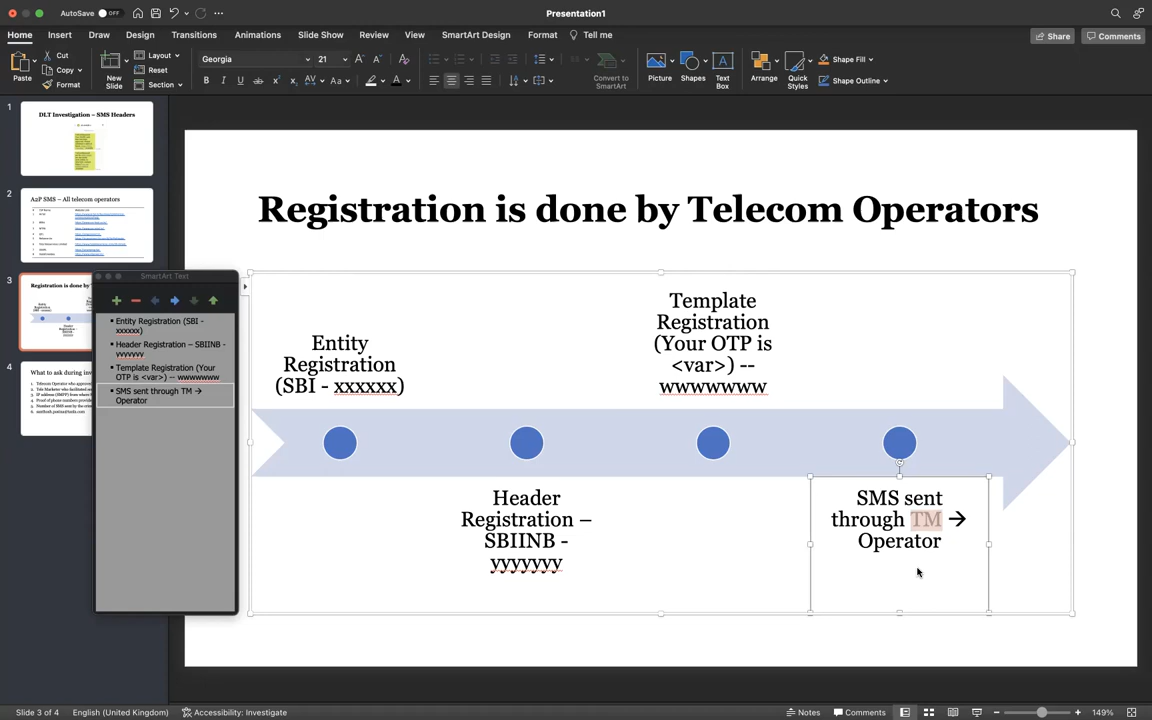 AutoSave OFF
Presentation1
Home Insert Draw Design Transitions Animations Slide Show Review View SmartArt Design Format Tell me
Share Comments
Paste
Cut
Copy
Format
New Slide
Layout
Reset
Section
Georgia 21
Convert to SmartArt
Picture Shapes Text Box Arrange Quick Styles
Shape Fill
Shape Outline
1
DLT Investigation – SMS Headers
2
A2P SMS – All telecom operators
3
Registration is done by
4
What to ask during inv
SmartArt Text
Entity Registration (SBI -
xxxxxx)
Header Registration – SBIINB -
yyyyyyy
Template Registration (Your
OTP is <var>) -- wwwwwww
SMS sent through TM →
Operator
Registration is done by Telecom Operators
Entity
Registration
(SBI - xxxxxx)
Template
Registration
(Your OTP is
<var>) --
wwwwwww
Header
Registration –
SBIINB -
yyyyyyy
SMS sent
through TM →
Operator
Slide 3 of 4 English (United Kingdom) Accessibility: Investigate Notes Comments 149%